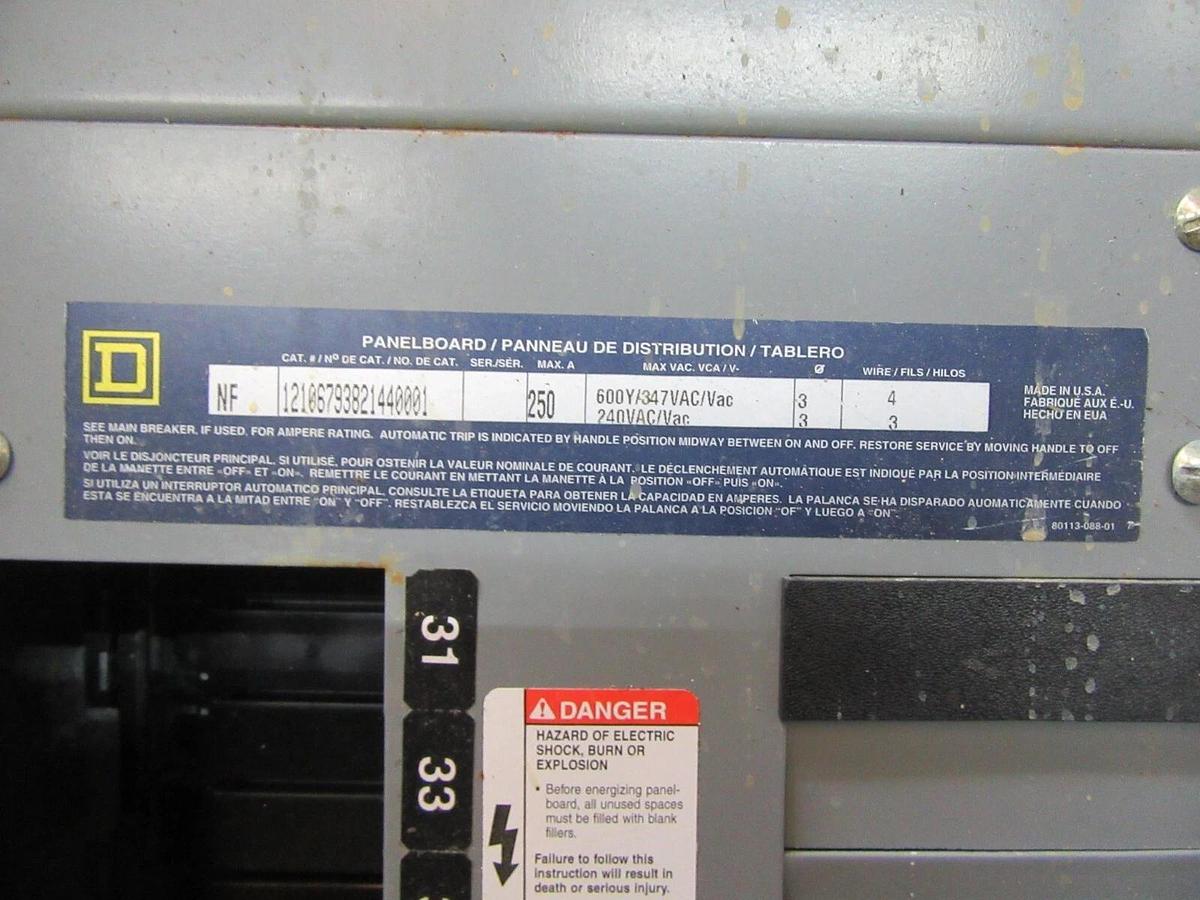 D
PANELBOARD / PANNEAU DE DISTRIBUTION / TABLERO
CAT. # / Nº DE CAT. / NO. DE CAT. SER./SÉR. MAX. A MAX VAC. VCA / V- Ø WIRE / FILS / HILOS
NF 12106793821440001 250 600Y/347VAC/Vac 3 4
240VAC/Vac 3 3
MADE IN U.S.A.
FABRIQUÉ AUX É.-U.
HECHO EN EUA
SEE MAIN BREAKER, IF USED, FOR AMPERE RATING. AUTOMATIC TRIP IS INDICATED BY HANDLE POSITION MIDWAY BETWEEN ON AND OFF. RESTORE SERVICE BY MOVING HANDLE TO OFF
THEN ON.
VOIR LE DISJONCTEUR PRINCIPAL, SI UTILISÉ, POUR OSTENIR LA VALEUR NOMINALE DE COURANT. LE DÉCLENCHEMENT AUTOMATIQUE EST INDIQUÉ PAR LA POSITION-INTERMÉDIAIRE
DE LA MANETTE ENTRE «OFF» ET «ON». REMETTRE LE COURANT EN METTANT LA MANETTE À LA POSITION «OFF» PUIS «ON».
SI UTILIZA UN INTERRUPTOR AUTOMATICO PRINCIPAL, CONSULTE LA ETIQUETA PARA OBTENER LA CAPACIDAD EN AMPERES. LA PALANCA SE HA DISPARADO AUOMATICAMENTE CUANDO
ESTA SE ENCUENTRA A LA MITAD ENTRE "ON" Y "OFF". RESTABLEZCA EL SERVICIO MOVIENDO LA PALANCA A LA POSICION "OF" Y LUEGO A "ON"
80113-088-01
31
33
DANGER
HAZARD OF ELECTRIC
SHOCK, BURN OR
EXPLOSION
• Before energizing panel-
board, all unused spaces
must be filled with blank
fillers.
Failure to follow this
instruction will result in
death or serious injury.